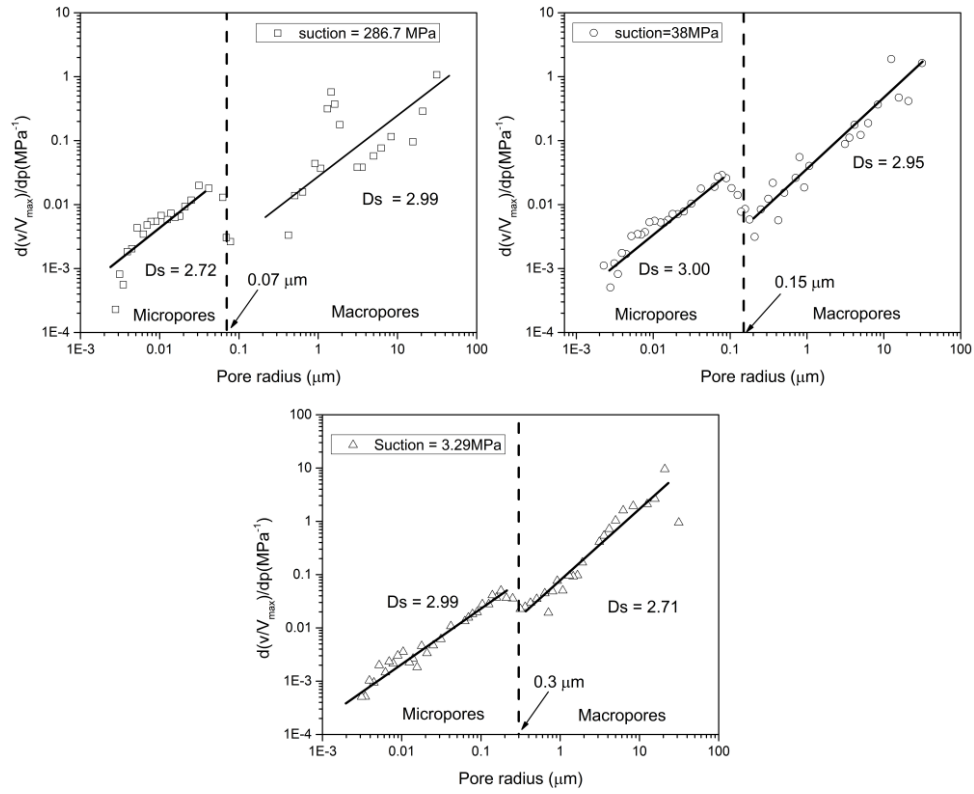 suction = 286.7 MPa
d(v/Vmax)/dp(MPa-1)
1
0.1
0.01
1E-3
1E-4
Ds = 2.99
Ds = 2.72
0.07 μm
Micropores
Macropores
1E-3 0.01 0.1 1 10 100
Pore radius (μm)
suction=38MPa
d(v/Vmax)/dp(MPa-1)
1
0.1
0.01
1E-3
1E-4
Ds = 2.95
Ds = 3.00
0.15 μm
Micropores
Macropores
1E-3 0.01 0.1 1 10 100
Pore radius (μm)
Suction = 3.29MPa
d(v/Vmax)/dp(MPa-1)
100
10
1
0.1
0.01
1E-3
1E-4
Ds = 2.99
Ds = 2.71
0.3 μm
Micropores
Macropores
1E-3 0.01 0.1 1 10 100
Pore radius (μm)